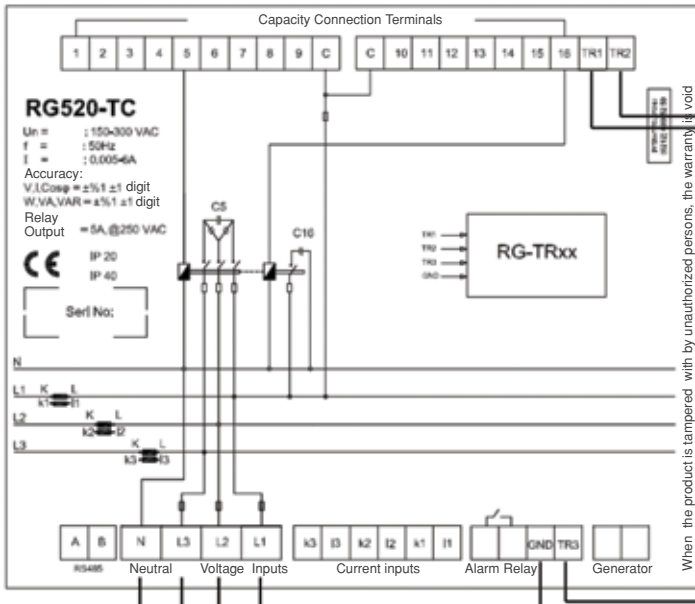 Capacity Connection Terminals
1 2 3 4 5 6 7 8 9 C C 10 11 12 13 14 15 16 TR1 TR2
RG520-TC
Un = : 150-300 VAC
f = : 50Hz
I = : 0,005-6A
Accuracy:
V,I,Cosφ = ±%1 ±1 digit
W,VA,VAR = ±%1 ±1 digit
Relay
Output = 5A,@250 VAC
CE IP 20
IP 40
Seri No:
C5
C16
TR1
TR2
TR3
GND
RG-TRxx
N
L1 K L
k1 l1
L2 K L
k2 l2
L3 K L
k3 l3
A B N L3 L2 L1 k3 l3 k2 l2 k1 l1 GND TR3
RS485 Neutral Voltage Inputs Current inputs Alarm Relay Generator
When the product is tampered with by unauthorized persons, the warranty is void